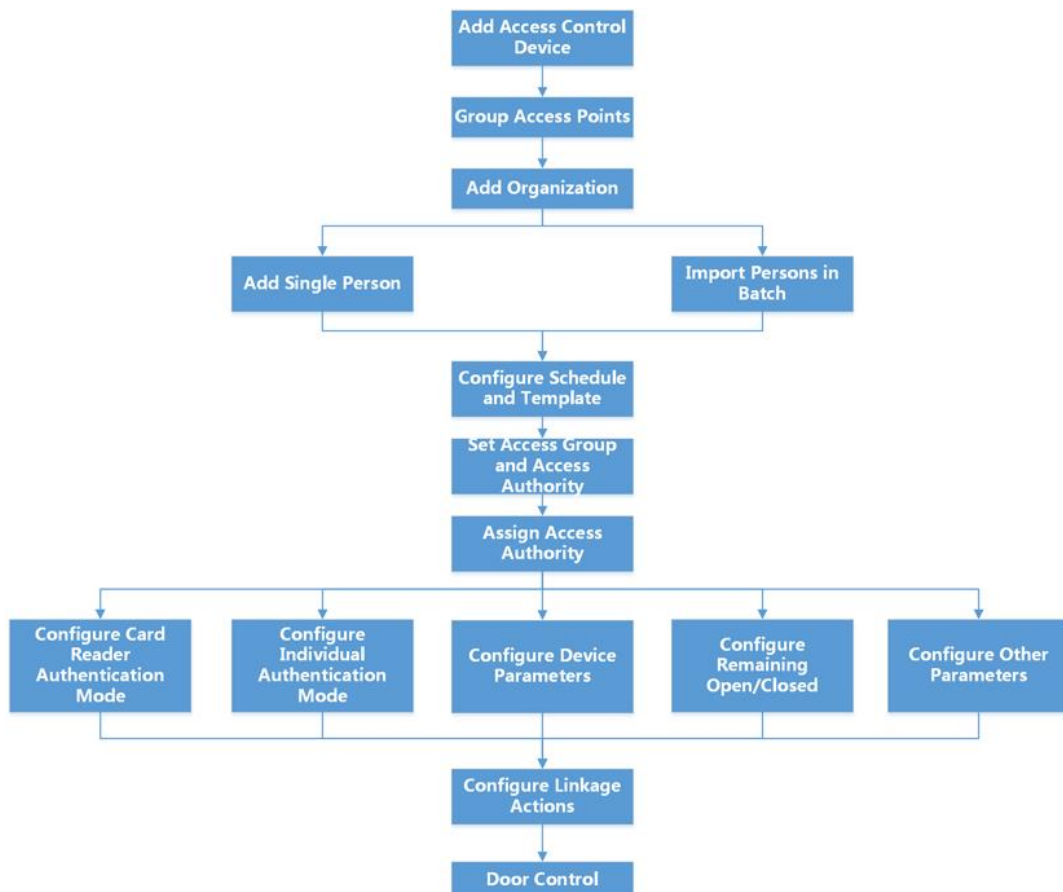 Add Access Control
Device
Group Access Points
Add Organization
Add Single Person
Import Persons in
Batch
Configure Schedule
and Template
Set Access Group
and Access
Authority
Assign Access
Authority
Configure Card
Reader
Authentication
Mode
Configure
Individual
Authentication
Mode
Configure Device
Parameters
Configure
Remaining
Open/Closed
Configure Other
Parameters
Configure Linkage
Actions
Door Control